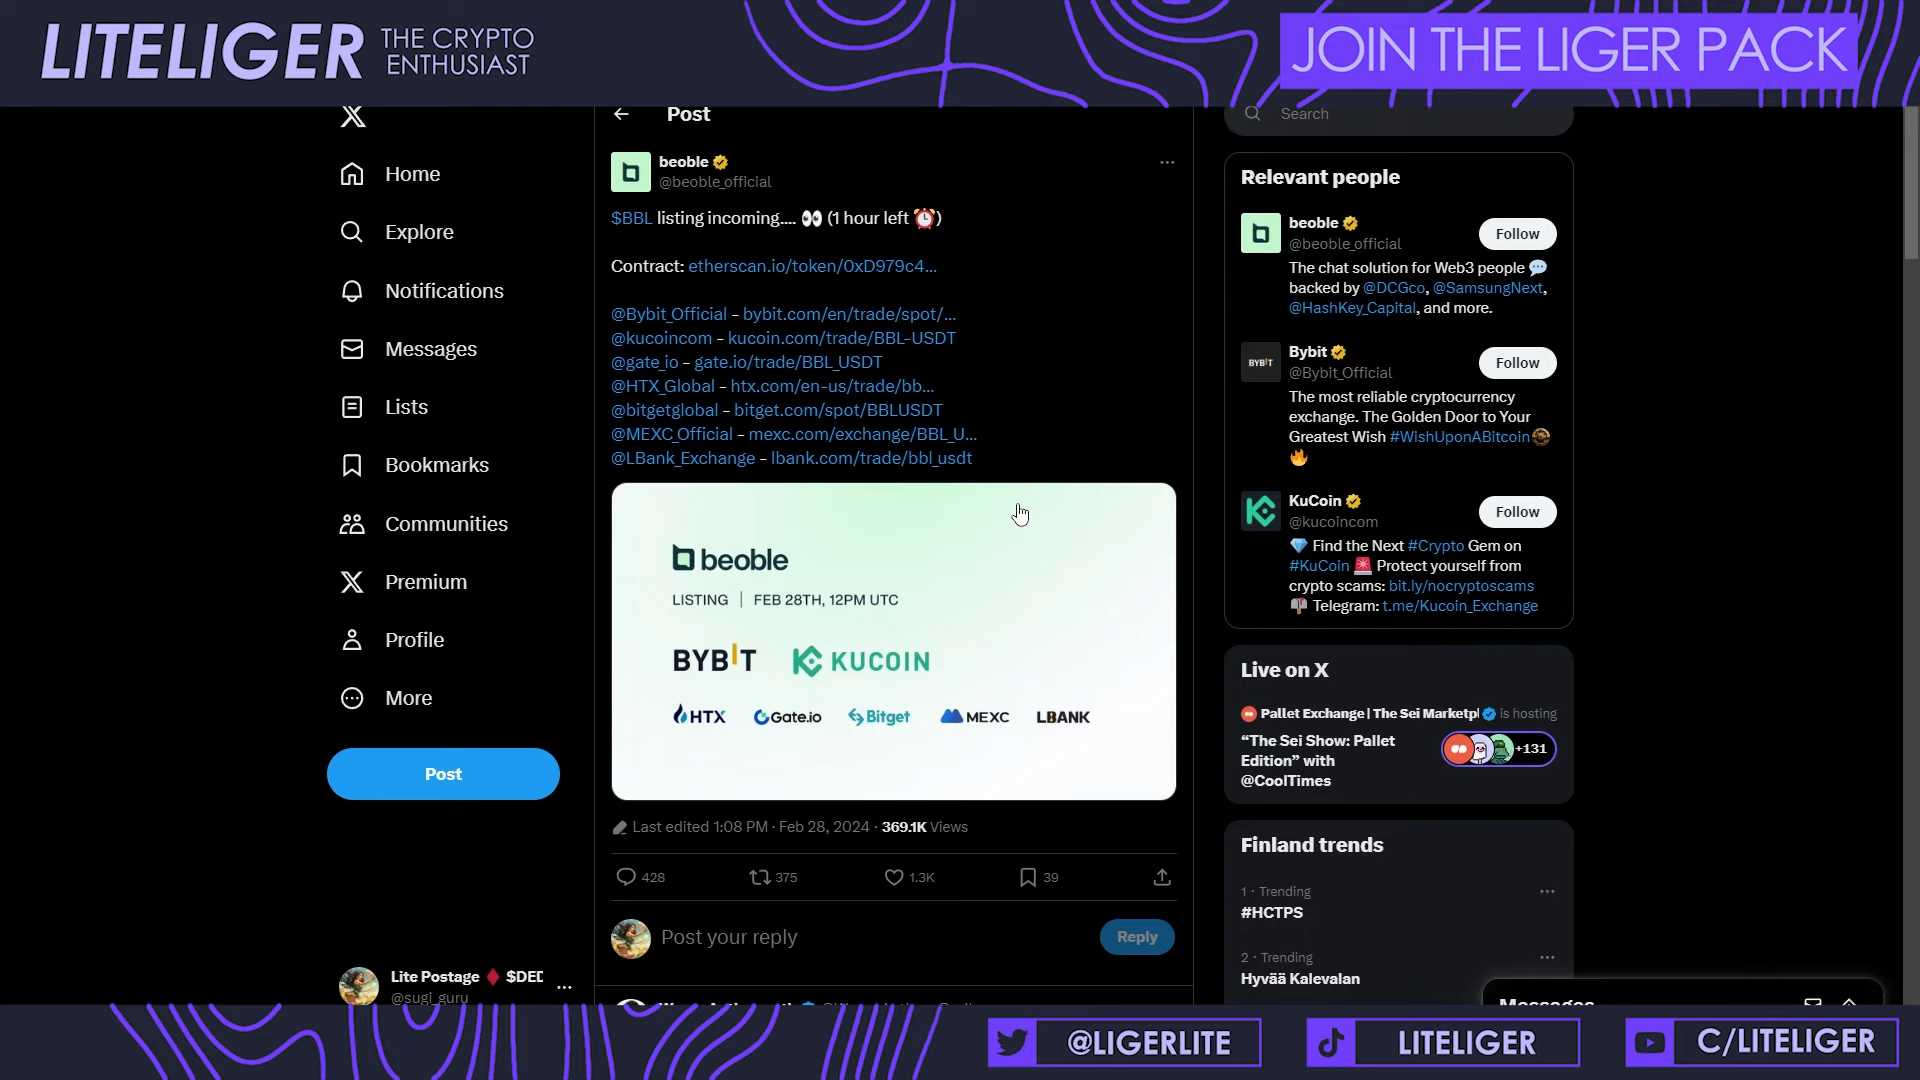 LITELIGER
THE CRYPTO
ENTHUSIAST
JOIN THE LIGER PACK
Home
Explore
Notifications
Messages
Lists
Bookmarks
Communities
Premium
Profile
More
Post
Lite Postage ♦️ $DED
@sugi_guru
Post
beoble
@beoble_official
$BBL listing incoming.... 👀 (1 hour left ⏰)
Contract: etherscan.io/token/0xD979c4...
@Bybit_Official – bybit.com/en/trade/spot/...
@kucoincom – kucoin.com/trade/BBL-USDT
@gate_io – gate.io/trade/BBL_USDT
@HTX_Global – htx.com/en-us/trade/bb...
@bitgetglobal – bitget.com/spot/BBLUSDT
@MEXC_Official – mexc.com/exchange/BBL_U...
@LBank_Exchange – lbank.com/trade/bbl_usdt
beoble
LISTING | FEB 28TH, 12PM UTC
BYBIT KUCOIN
HTX Gate.io Bitget MEXC LBANK
Last edited 1:08 PM · Feb 28, 2024 · 369.1K Views
428 375 1.3K 39
Post your reply
Reply
Search
Relevant people
beoble
@beoble_official
Follow
The chat solution for Web3 people 💬
backed by @DCGco, @SamsungNext,
@HashKey_Capital, and more.
Bybit
@Bybit_Official
Follow
The most reliable cryptocurrency
exchange. The Golden Door to Your
Greatest Wish #WishUponABitcoin
🔥
KuCoin
@kucoincom
Follow
💎 Find the Next #Crypto Gem on
#KuCoin 🚨 Protect yourself from
crypto scams: bit.ly/nocryptoscams
📬 Telegram: t.me/Kucoin_Exchange
Live on X
Pallet Exchange | The Sei Marketpl is hosting
“The Sei Show: Pallet
Edition” with
@CoolTimes
+131
Finland trends
1 · Trending
#HCTPS
2 · Trending
Hyvää Kalevalan
Messages
@LIGERLITE
LITELIGER
C/LITELIGER